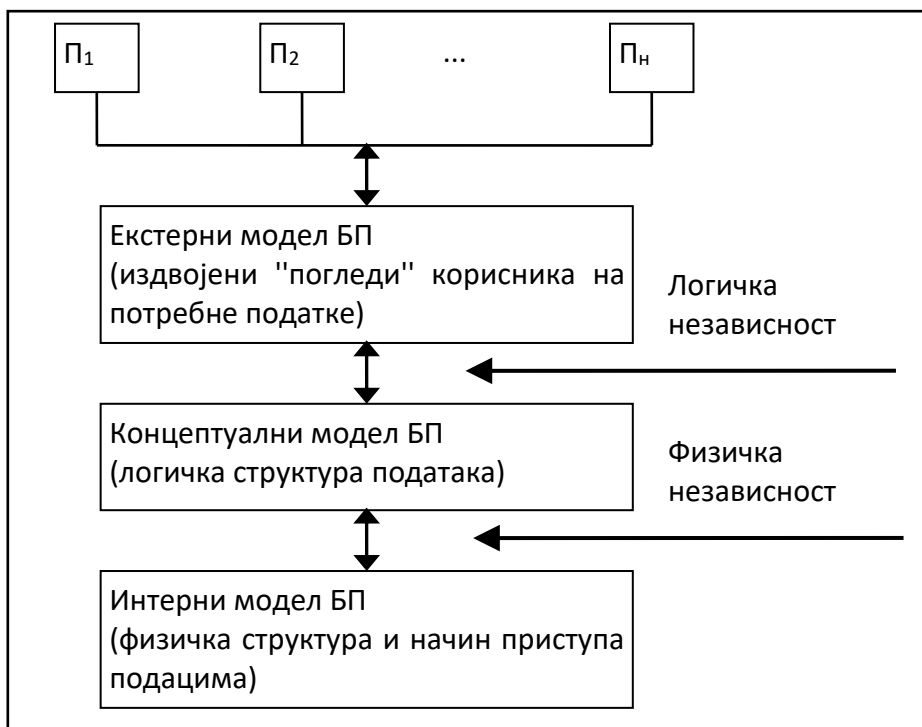 П1 П2 ... Пн
Екстерни модел БП
(издвојени ''погледи'' корисника на
потребне податке)
Логичка
независност
Концептуални модел БП
(логичка структура података)
Физичка
независност
Интерни модел БП
(физичка структура и начин приступа
подацима)